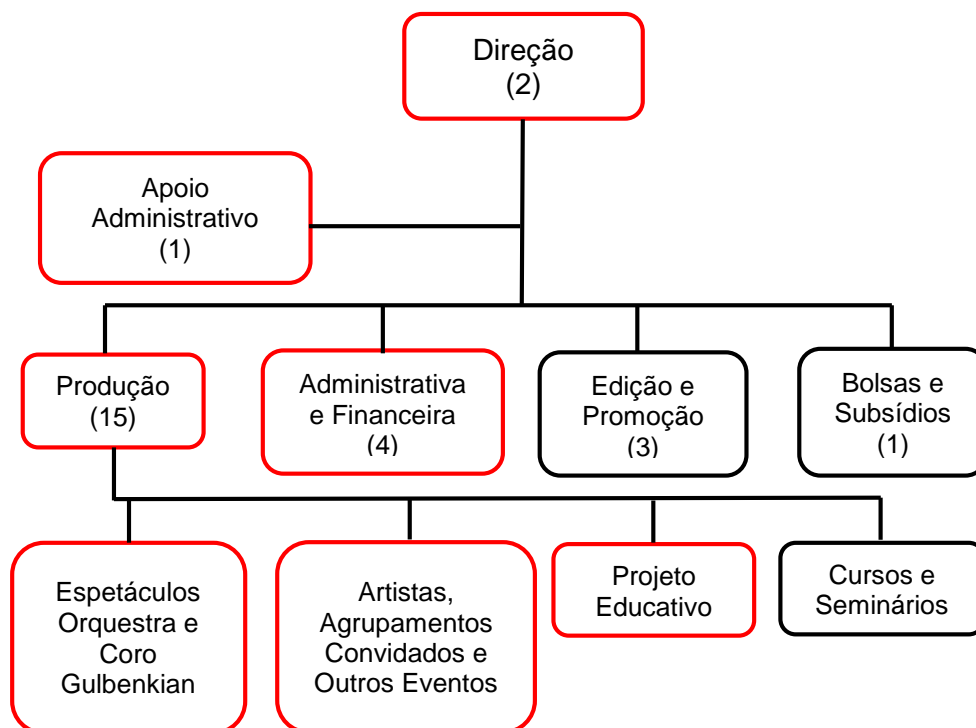 Direção
(2)
Apoio
Administrativo
(1)
Produção
(15)
Administrativa
e Financeira
(4)
Edição e
Promoção
(3)
Bolsas e
Subsídios
(1)
Espetáculos
Orquestra e
Coro
Gulbenkian
Artistas,
Agrupamentos
Convidados e
Outros Eventos
Projeto
Educativo
Cursos e
Seminários